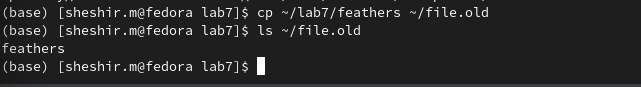 (base) [sheshir.m@fedora lab7]$ cp ~/lab7/feathers ~/file.old
(base) [sheshir.m@fedora lab7]$ ls ~/file.old
feathers
(base) [sheshir.m@fedora lab7]$